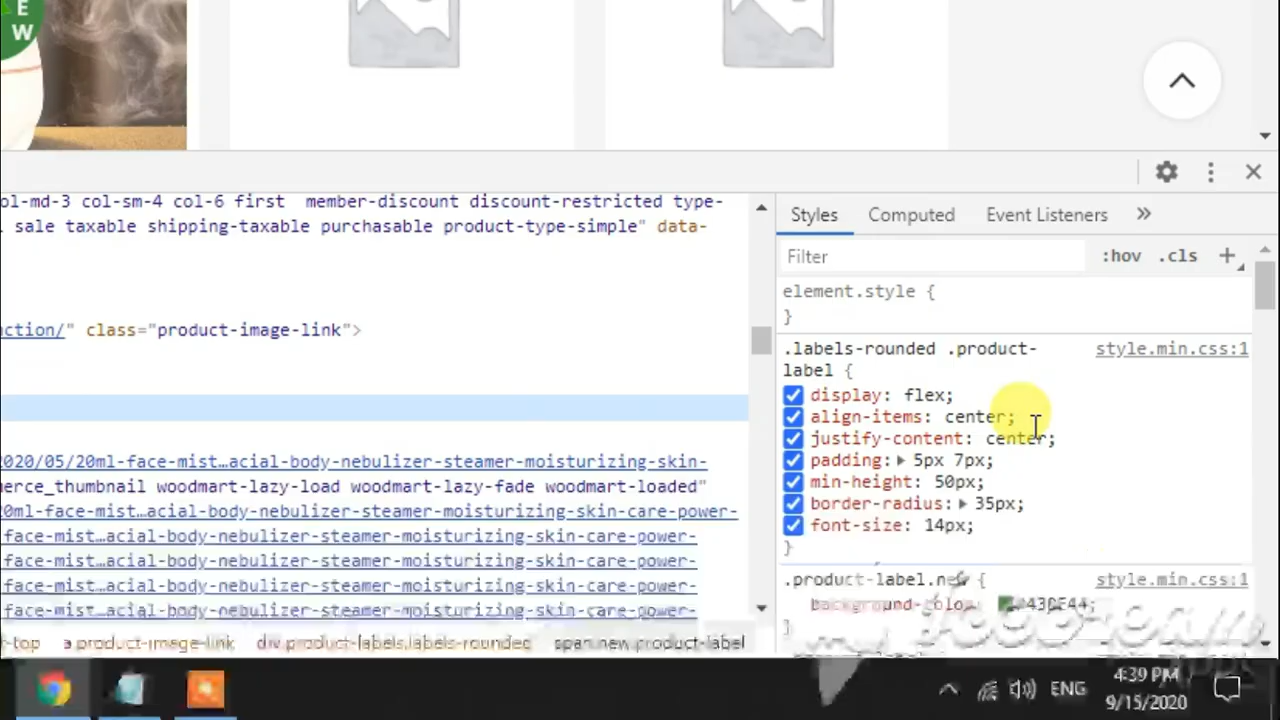 E
W
ol-md-3 col-sm-4 col-6 first  member-discount discount-restricted type-
sale taxable shipping-taxable purchasable product-type-simple" data-
ction/" class="product-image-link">
2020/05/20ml-face-mist…acial-body-nebulizer-steamer-moisturizing-skin-
merce_thumbnail woodmart-lazy-load woodmart-lazy-fade woodmart-loaded"
20ml-face-mist…acial-body-nebulizer-steamer-moisturizing-skin-care-power-
face-mist…acial-body-nebulizer-steamer-moisturizing-skin-care-power-
face-mist…acial-body-nebulizer-steamer-moisturizing-skin-care-power-
face-mist…acial-body-nebulizer-steamer-moisturizing-skin-care-power-
face-mist…acial-body-nebulizer-steamer-moisturizing-skin-care-power-
t-top a.product-image-link div.product-labels.labels-rounded span.new.product-label
Styles Computed Event Listeners »
Filter :hov .cls +
element.style {
}
.labels-rounded .product- style.min.css:1
label {
display: flex;
align-items: center;
justify-content: center;
padding: 5px 7px;
min-height: 50px;
border-radius: 35px;
font-size: 14px;
}
.product-label.new { style.min.css:1
background-color:
}
4:39 PM
ENG
9/15/2020